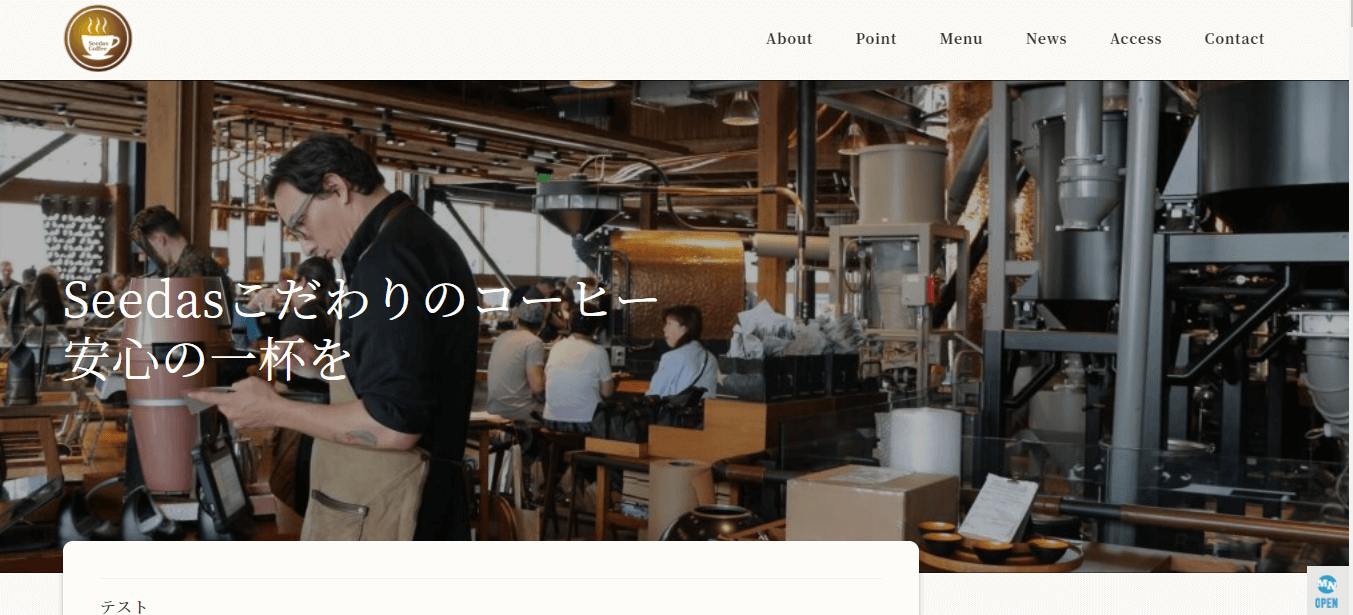 Seedas
Coffee
About
Point
Menu
News
Access
Contact
Seedasこだわりのコーヒー
安心の一杯を
テスト
MN
OPEN